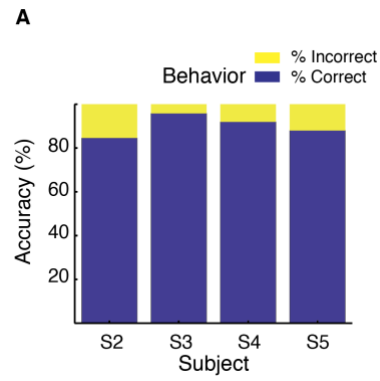 A
% Incorrect
Behavior % Correct
Accuracy (%)
80
60
40
20
S2 S3 S4 S5
Subject